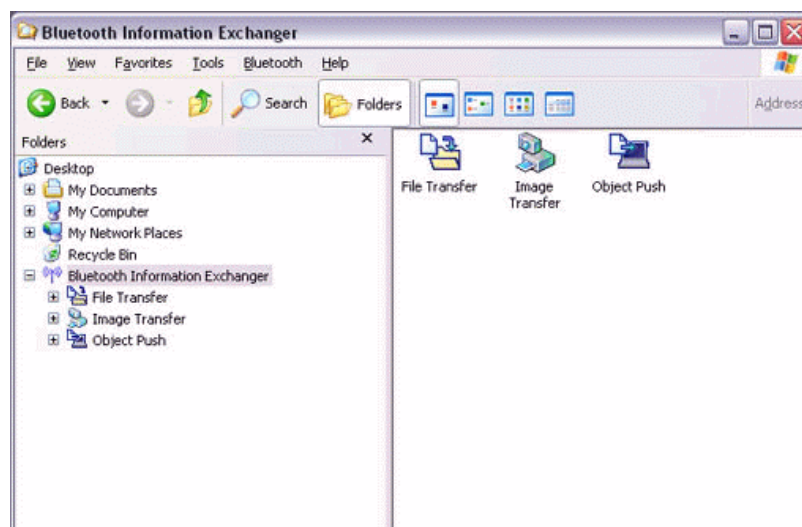 Bluetooth Information Exchanger
File View Favorites Tools Bluetooth Help
Back Search Folders Address
Folders
Desktop
My Documents
My Computer
My Network Places
Recycle Bin
Bluetooth Information Exchanger
File Transfer
Image Transfer
Object Push
File Transfer Image Transfer Object Push